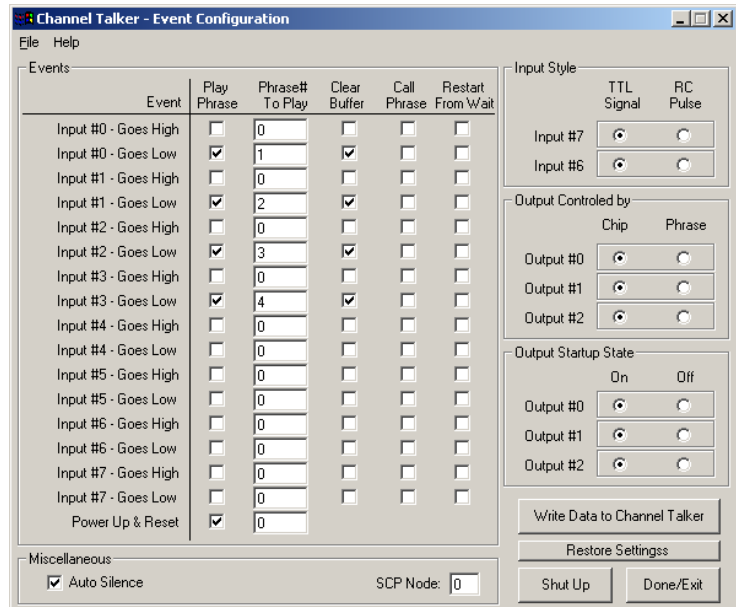 Channel Talker - Event Configuration
File Help
Events
Event Play Phrase Phrase# To Play Clear Buffer Call Phrase Restart From Wait
Input #0 - Goes High 0
Input #0 - Goes Low 1
Input #1 - Goes High 0
Input #1 - Goes Low 2
Input #2 - Goes High 0
Input #2 - Goes Low 3
Input #3 - Goes High 0
Input #3 - Goes Low 4
Input #4 - Goes High 0
Input #4 - Goes Low 0
Input #5 - Goes High 0
Input #5 - Goes Low 0
Input #6 - Goes High 0
Input #6 - Goes Low 0
Input #7 - Goes High 0
Input #7 - Goes Low 0
Power Up & Reset 0
Miscellaneous
Auto Silence SCP Node: 0
Input Style
TTL Signal RC Pulse
Input #7
Input #6
Output Controled by
Chip Phrase
Output #0
Output #1
Output #2
Output Startup State
On Off
Output #0
Output #1
Output #2
Write Data to Channel Talker
Restore Settingss
Shut Up Done/Exit